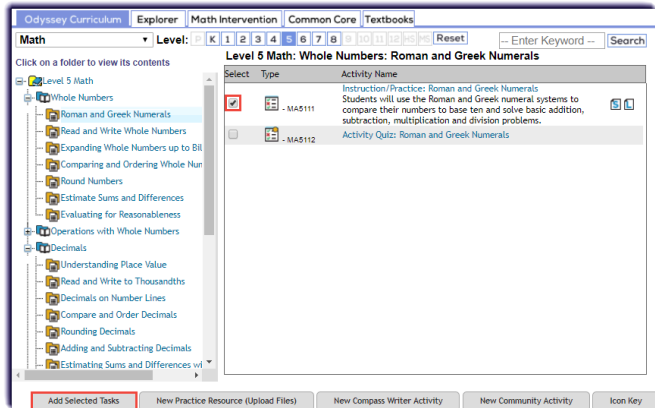 Odyssey Curriculum Explorer Math Intervention Common Core Textbooks
Math Level: P K 1 2 3 4 5 6 7 8 9 10 11 12 HS MS Reset -- Enter Keyword -- Search
Click on a folder to view its contents
Level 5 Math
Whole Numbers
Roman and Greek Numerals
Read and Write Whole Numbers
Expanding Whole Numbers up to Bil
Comparing and Ordering Whole Num
Round Numbers
Estimate Sums and Differences
Evaluating for Reasonableness
Operations with Whole Numbers
Decimals
Understanding Place Value
Read and Write to Thousandths
Decimals on Number Lines
Compare and Order Decimals
Rounding Decimals
Adding and Subtracting Decimals
Estimating Sums and Differences wi
Level 5 Math: Whole Numbers: Roman and Greek Numerals
Select Type Activity Name
Instruction/Practice: Roman and Greek Numerals
- MA5111 Students will use the Roman and Greek numeral systems to
compare their numbers to base ten and solve basic addition,
subtraction, multiplication and division problems.
S L
- MA5112 Activity Quiz: Roman and Greek Numerals
Add Selected Tasks New Practice Resource (Upload Files) New Compass Writer Activity New Community Activity Icon Key